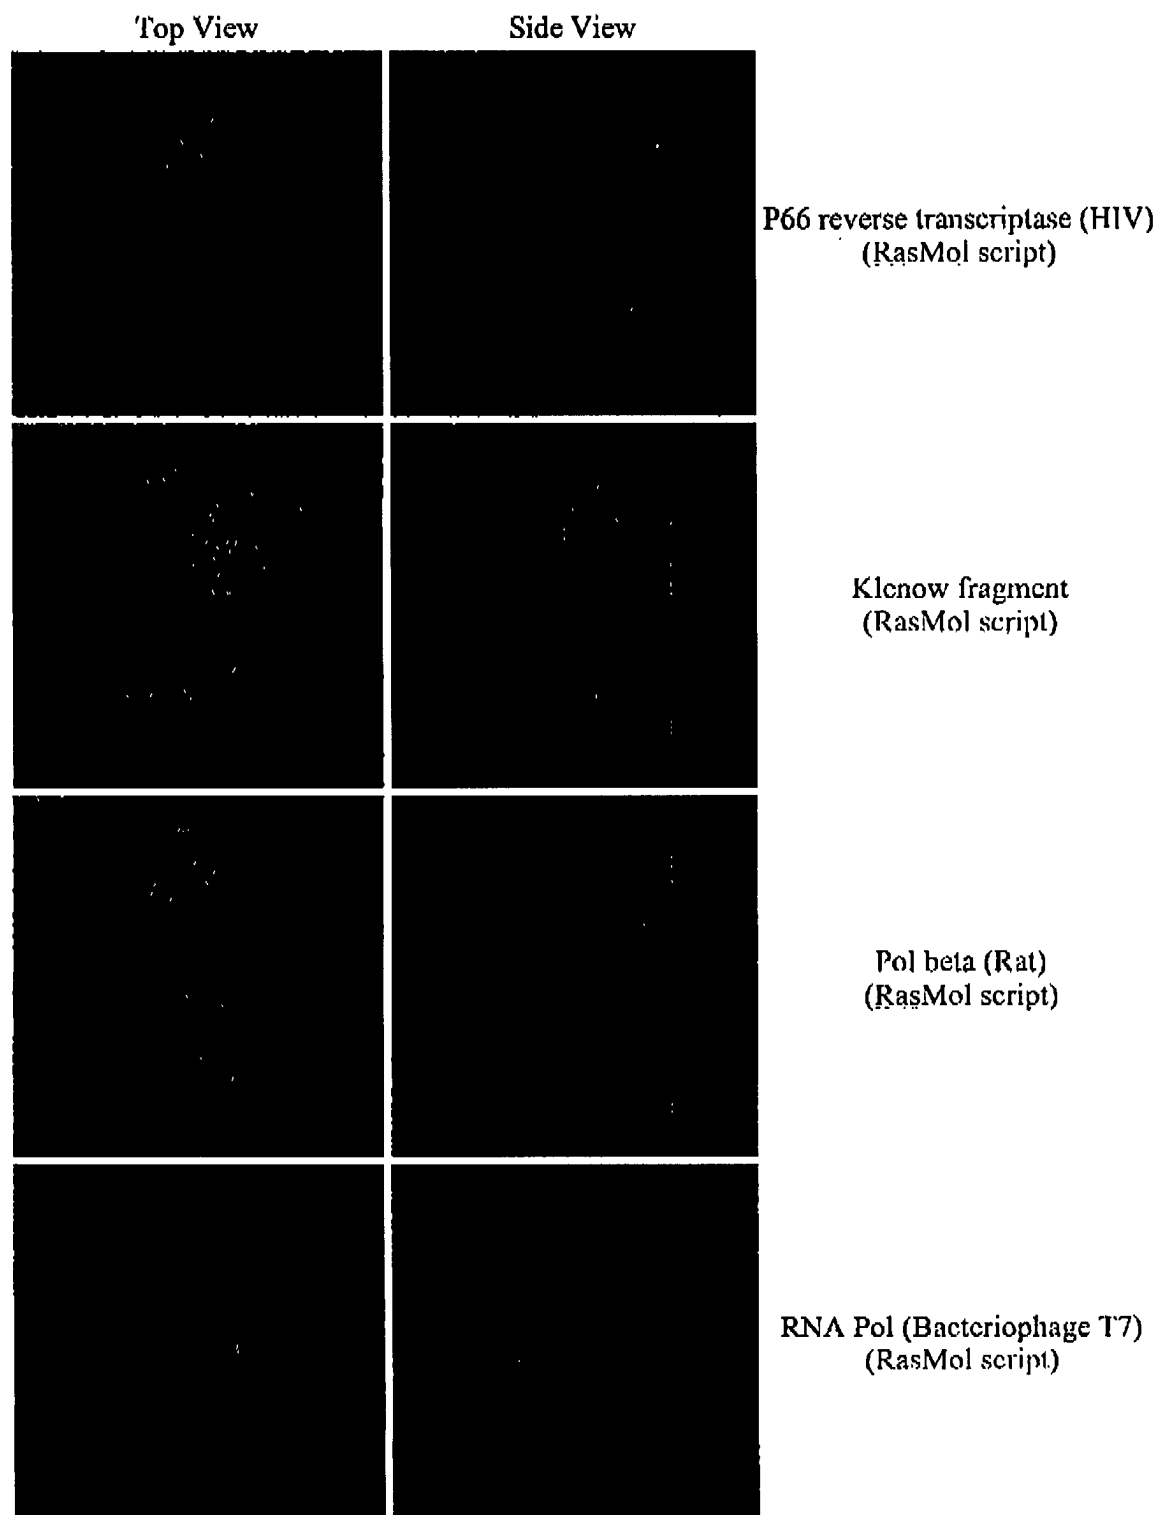 Top View
Side View
P66 reverse transcriptase (HIV)
(RasMol script)
Klenow fragment
(RasMol script)
Pol beta (Rat)
(RasMol script)
RNA Pol (Bacteriophage T7)
(RasMol script)